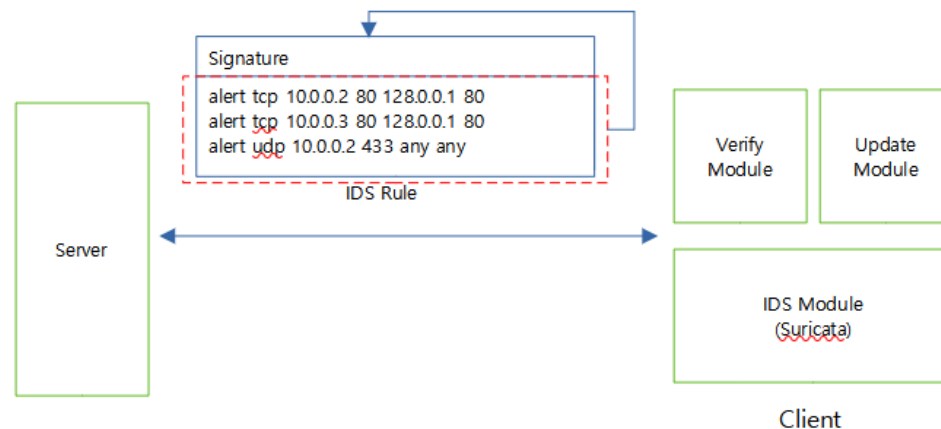 Signature
alert tcp 10.0.0.2 80 128.0.0.1 80
alert tcp 10.0.0.3 80 128.0.0.1 80
alert udp 10.0.0.2 433 any any
IDS Rule
Server
Verify
Module
Update
Module
IDS Module
(Suricata)
Client